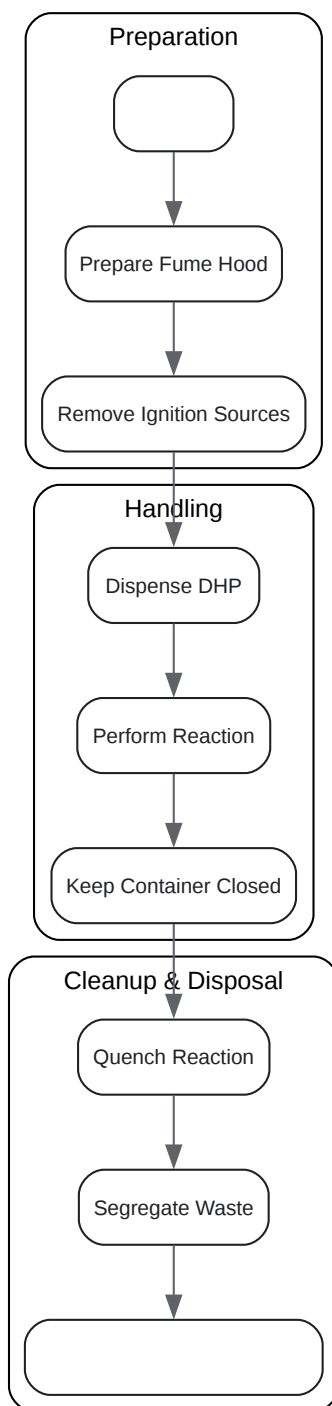 Preparation
Prepare Fume Hood
Remove Ignition Sources
Handling
Dispense DHP
Perform Reaction
Keep Container Closed
Cleanup & Disposal
Quench Reaction
Segregate Waste